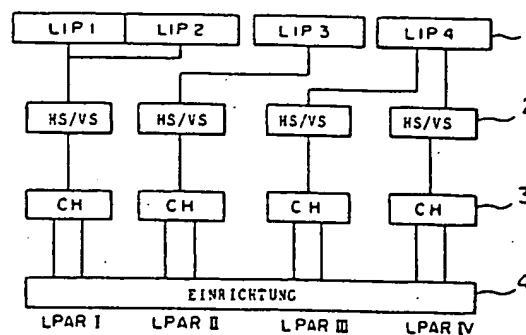 LIP 1 LIP 2 LIP 3 LIP 4
HS/VS HS/VS HS/VS HS/VS 2
CH CH CH CH 3
EINRICHTUNG 4
LPAR I LPAR II LPAR III LPAR IV